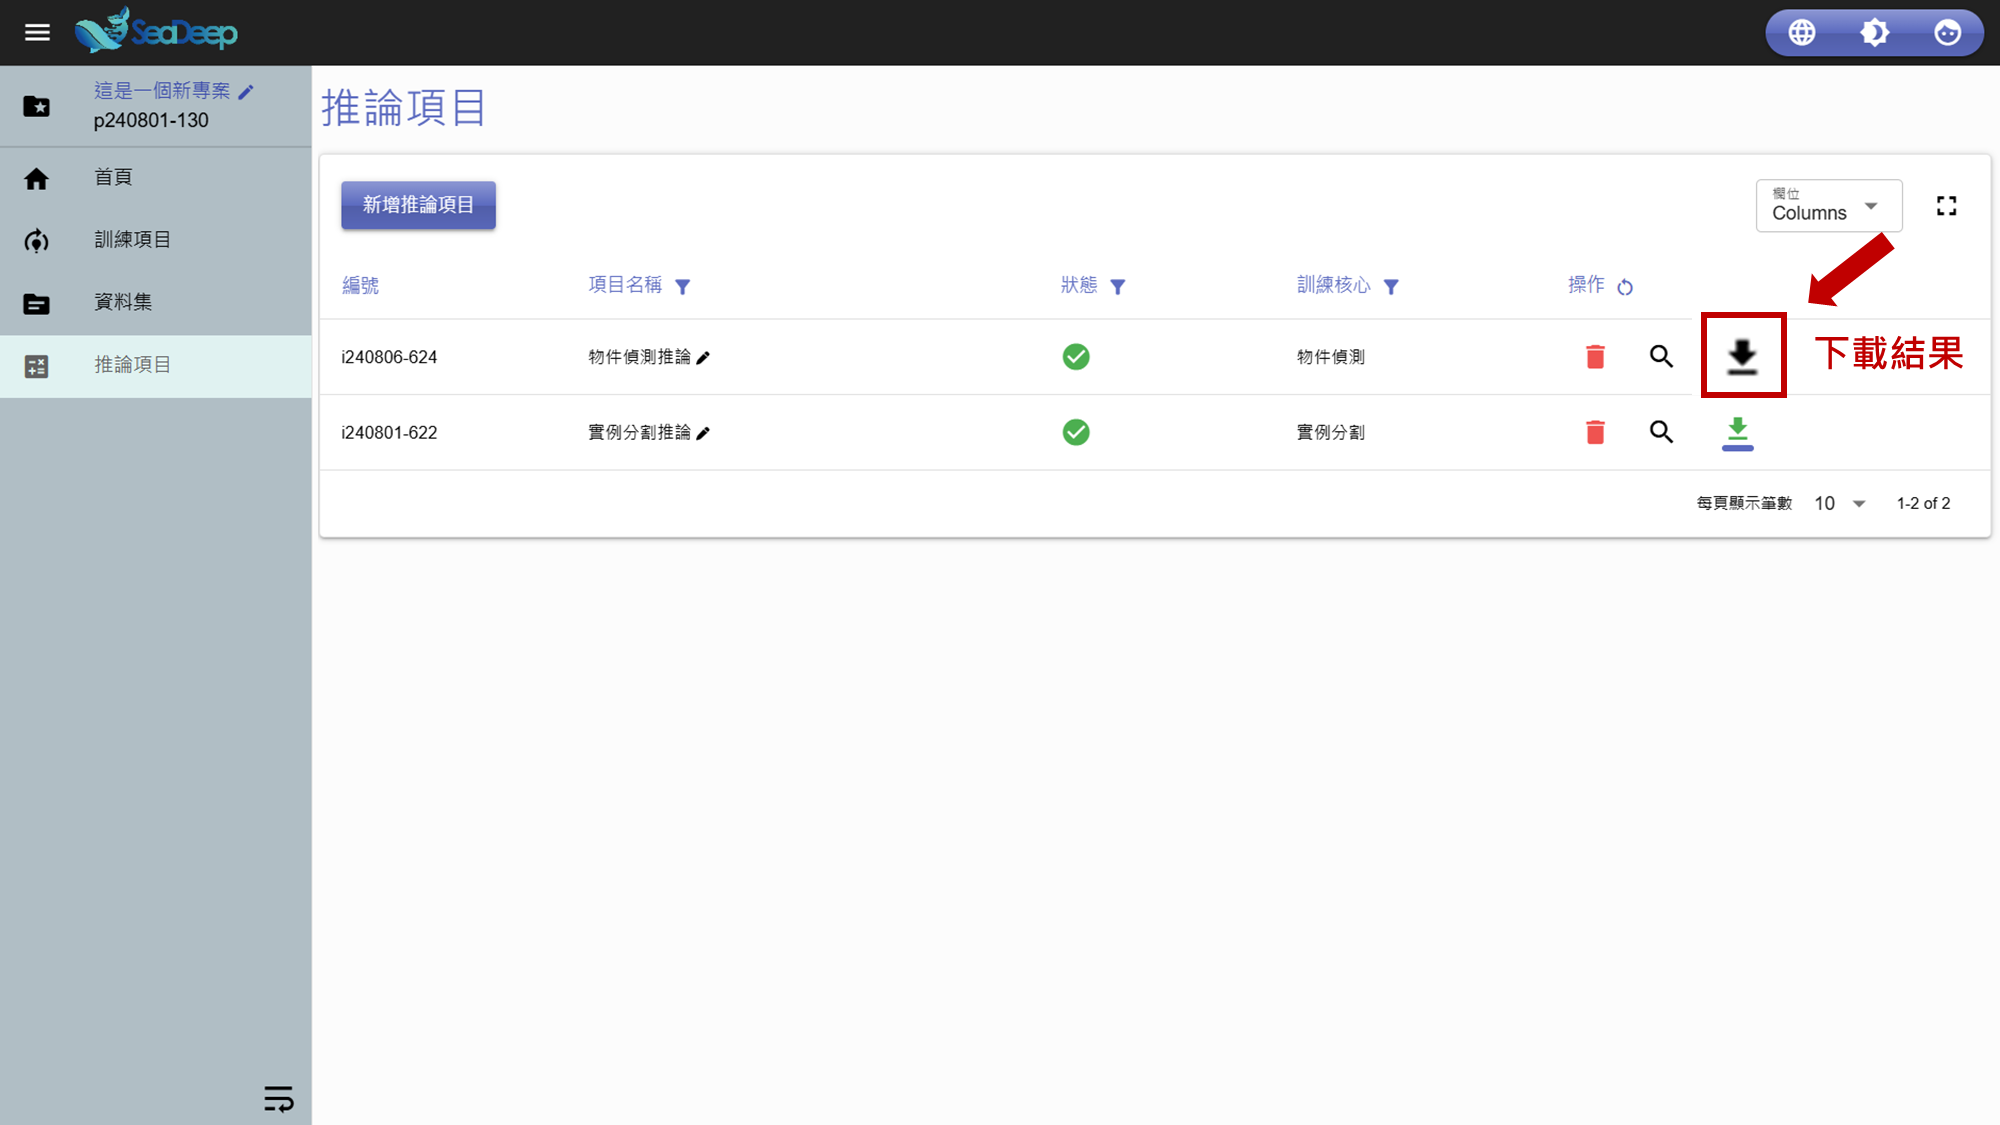 SeaDeep
這是一個新專案
p240801-130
首頁
訓練項目
資料集
推論項目
推論項目
新增推論項目
欄位
Columns
編號 項目名稱 狀態 訓練核心 操作
i240806-624 物件偵測推論 物件偵測 下載結果
i240801-622 實例分割推論 實例分割
每頁顯示筆數 10 1-2 of 2